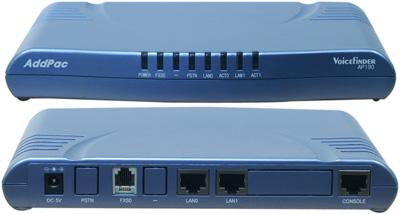 AddPac
VoiceFinder
AP190
POWER FXS0 — PSTN LAN0 ACT0 LAN1 ACT1
DC 5V PSTN FXS0 — LAN0 LAN1 CONSOLE